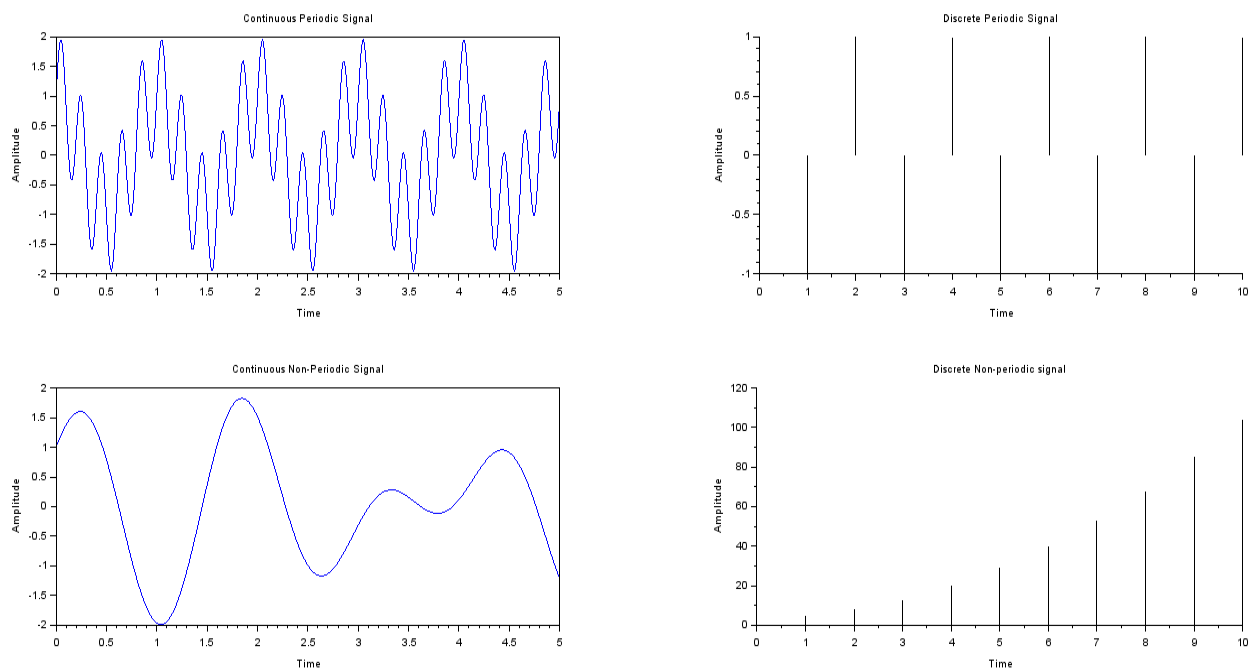 Continuous Periodic Signal
2
1.5
1
0.5
0
-0.5
-1
-1.5
-2
Amplitude
0 0.5 1 1.5 2 2.5 3 3.5 4 4.5 5
Time
Discrete Periodic Signal
1
0.5
0
-0.5
-1
Amplitude
0 1 2 3 4 5 6 7 8 9 10
Time
Continuous Non-Periodic Signal
2
1.5
1
0.5
0
-0.5
-1
-1.5
-2
Amplitude
0 0.5 1 1.5 2 2.5 3 3.5 4 4.5 5
Time
Discrete Non-periodic signal
120
100
80
60
40
20
0
Amplitude
0 1 2 3 4 5 6 7 8 9 10
Time